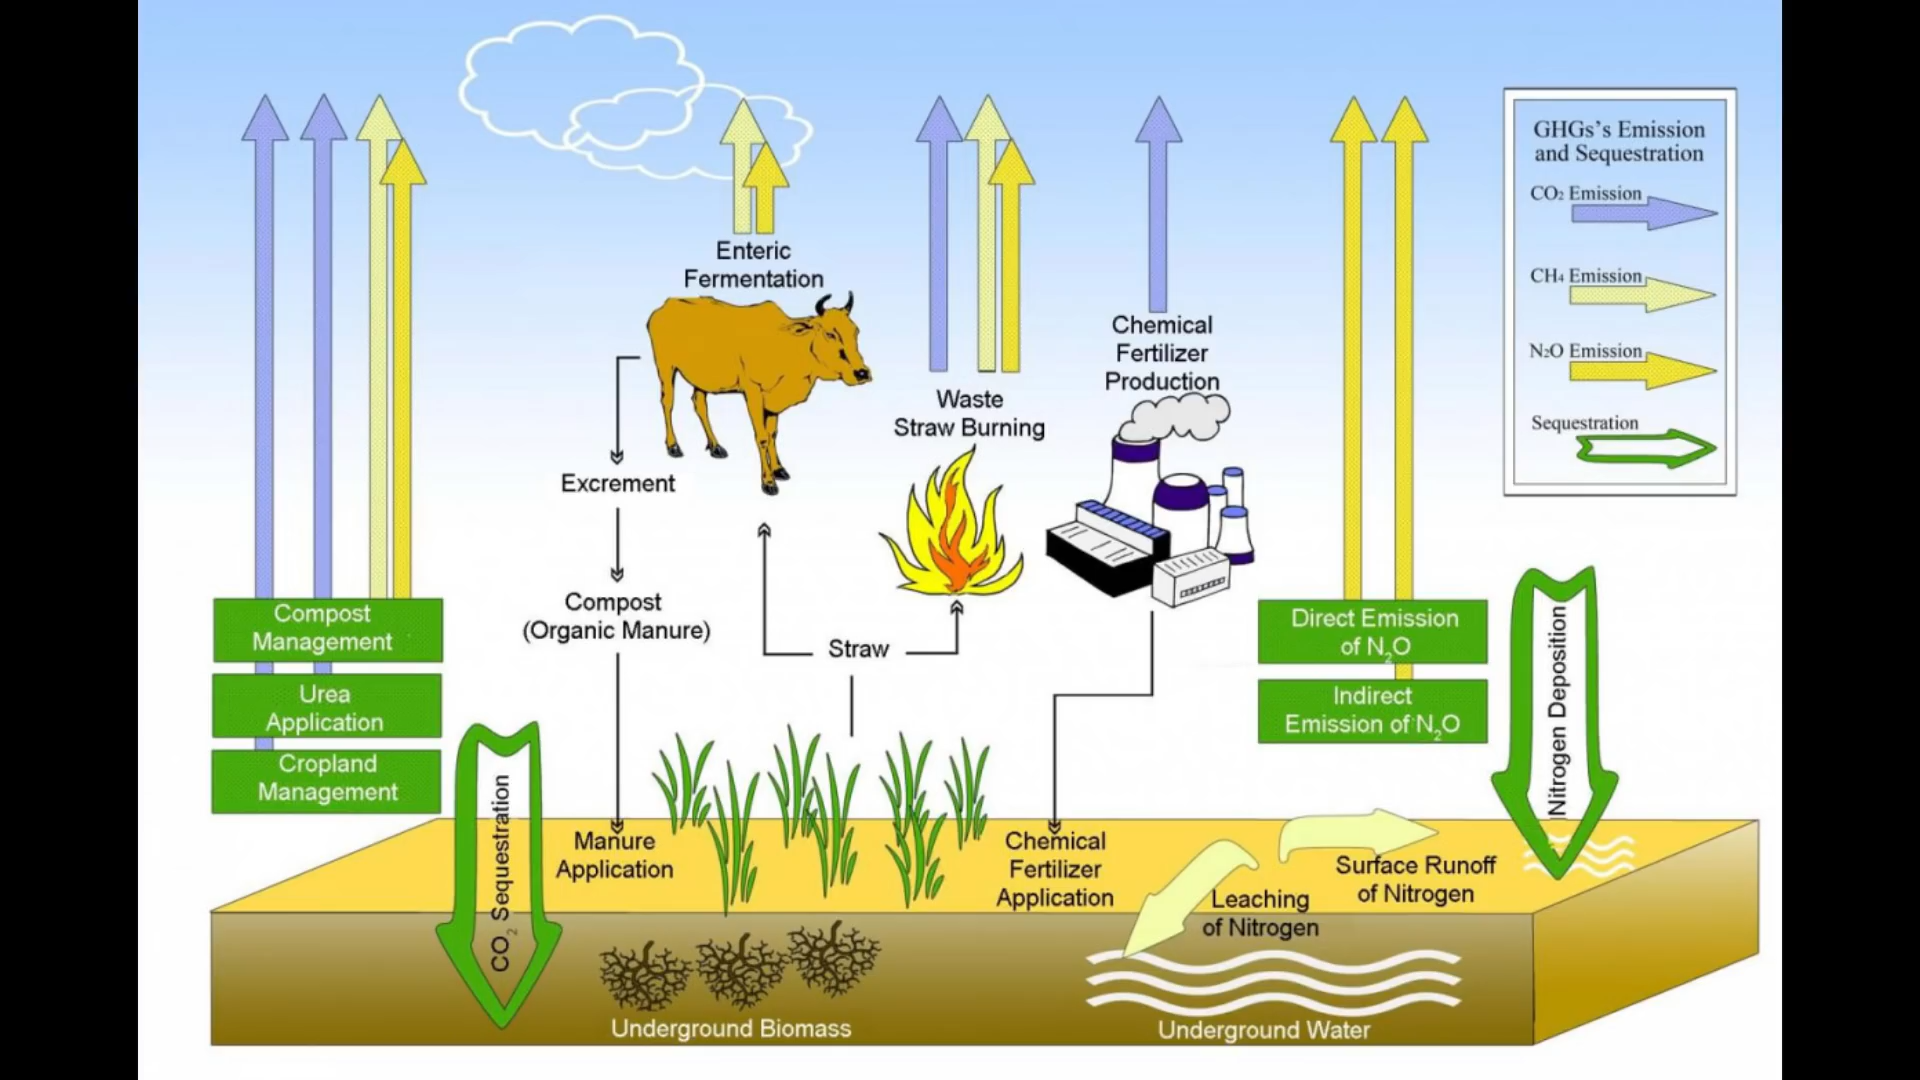 GHGs's Emission
and Sequestration
CO₂ Emission
CH₄ Emission
N₂O Emission
Sequestration
Enteric
Fermentation
Chemical
Fertilizer
Production
Waste
Straw Burning
Excrement
Compost
(Organic Manure)
Straw
Compost
Management
Urea
Application
Cropland
Management
Direct Emission
of N₂O
Indirect
Emission of N₂O
Nitrogen Deposition
CO₂ Sequestration
Manure
Application
Chemical
Fertilizer
Application
Surface Runoff
of Nitrogen
Leaching
of Nitrogen
Underground Biomass
Underground Water